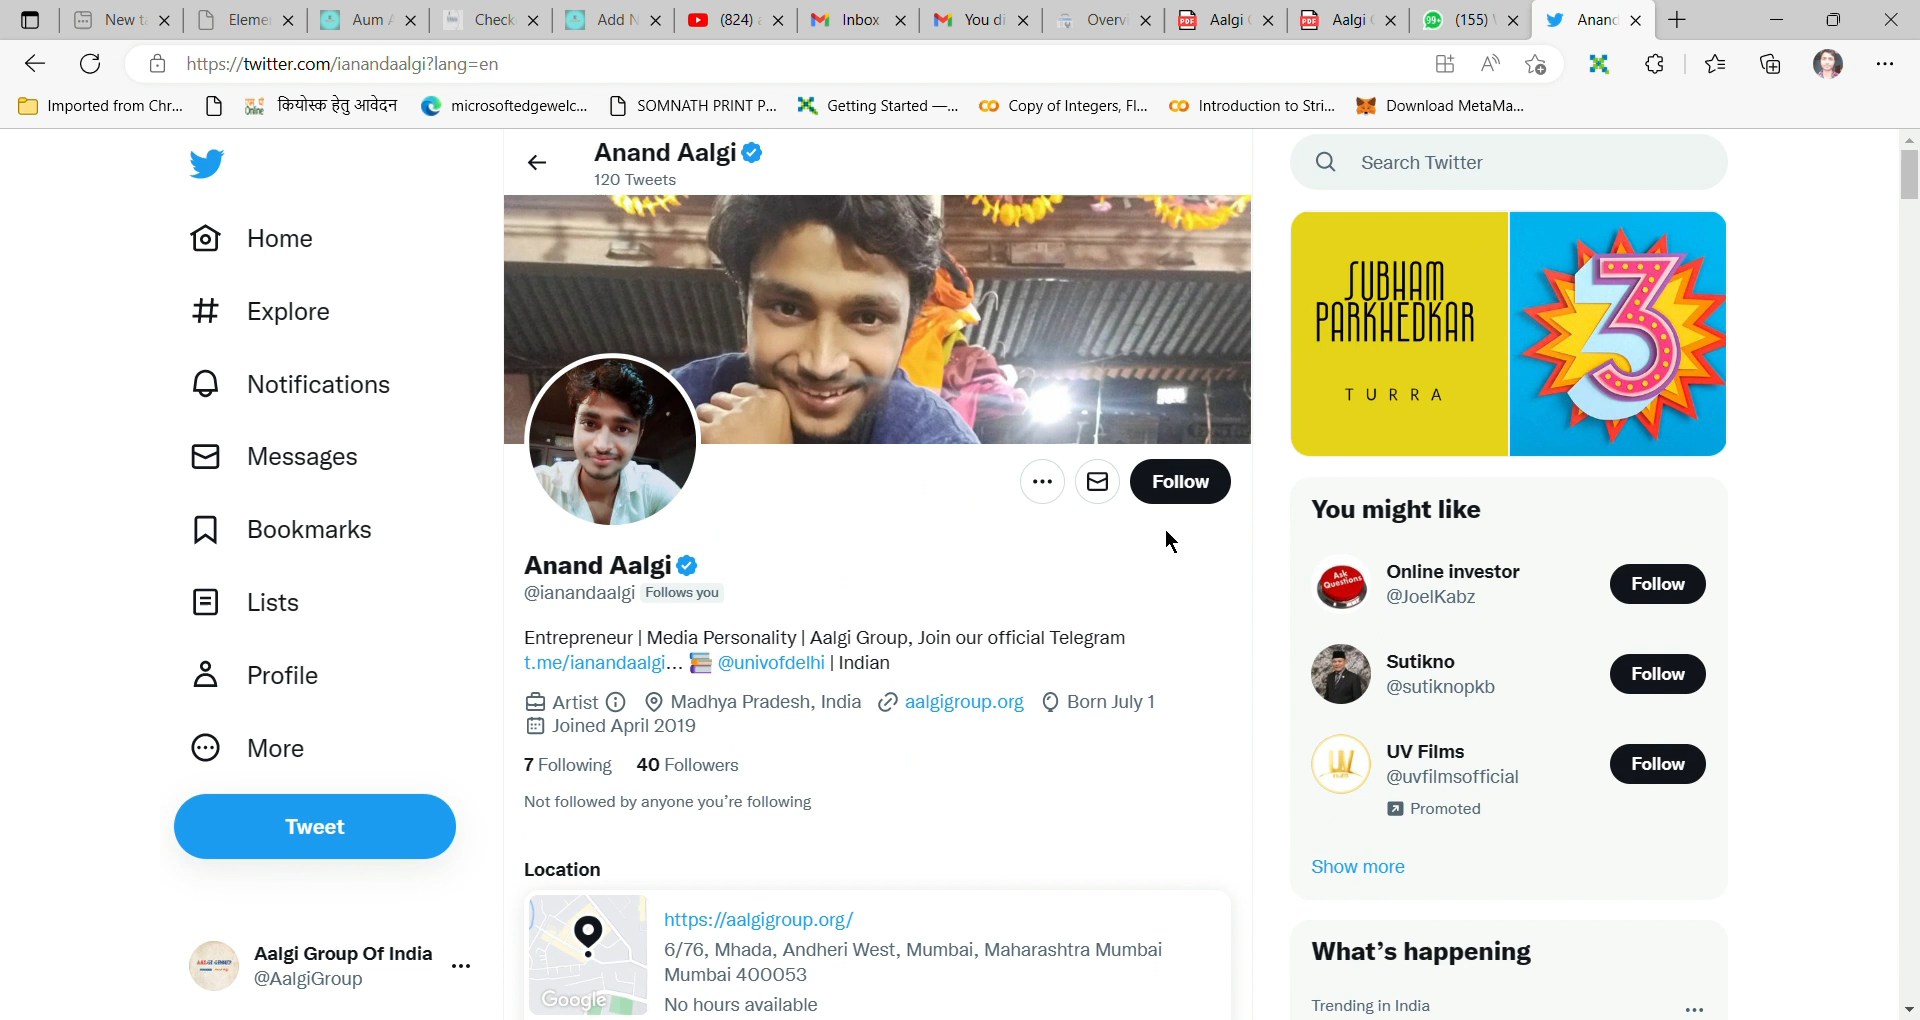 New ta
Eleme
Aum A
Check
Add N
(824)
Inbox
You di
Overvi
Aalgi
Aalgi
(155)
Anand
https://twitter.com/ianandaalgi?lang=en
Imported from Chr...
कियोस्क हेतु आवेदन
microsoftedgewelc...
SOMNATH PRINT P...
Getting Started —...
Copy of Integers, Fl...
Introduction to Stri...
Download MetaMa...
Home
Explore
Notifications
Messages
Bookmarks
Lists
Profile
More
Tweet
Aalgi Group Of India
@AalgiGroup
Anand Aalgi
120 Tweets
Follow
Anand Aalgi
@ianandaalgi Follows you
Entrepreneur | Media Personality | Aalgi Group, Join our official Telegram
t.me/ianandaalgi... 📚 @univofdelhi | Indian
Artist Madhya Pradesh, India aalgigroup.org Born July 1
Joined April 2019
7 Following 40 Followers
Not followed by anyone you're following
Location
https://aalgigroup.org/
6/76, Mhada, Andheri West, Mumbai, Maharashtra Mumbai
Mumbai 400053
No hours available
Google
Search Twitter
SUBHAM
PARKHEDKAR
TURRA
3
You might like
Ask
Questions
Online investor
@JoelKabz
Follow
Sutikno
@sutiknopkb
Follow
UV Films
@uvfilmsofficial
Follow
Promoted
Show more
What's happening
Trending in India